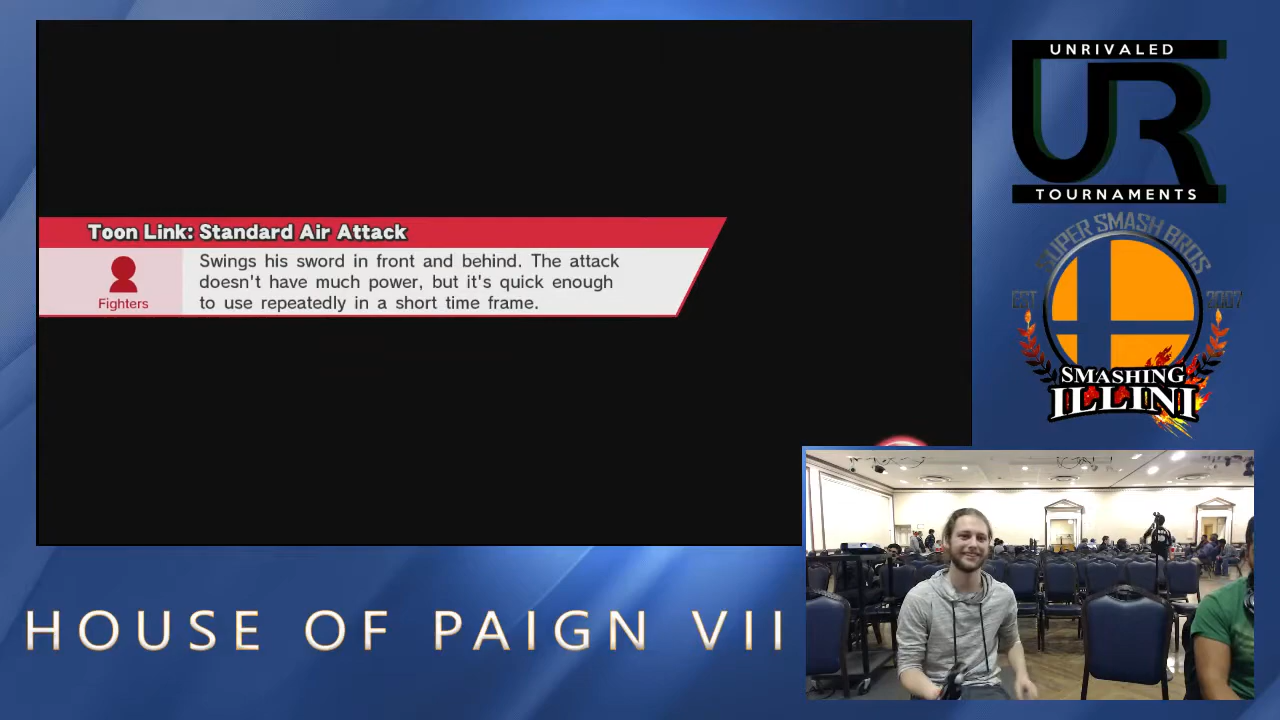 UNRIVALED
UR
TOURNAMENTS
Toon Link: Standard Air Attack
Swings his sword in front and behind. The attack
doesn't have much power, but it's quick enough
to use repeatedly in a short time frame.
Fighters
SUPER SMASH BROS
EST 2007
SMASHING
ILLINI
HOUSE OF PAIGN VII